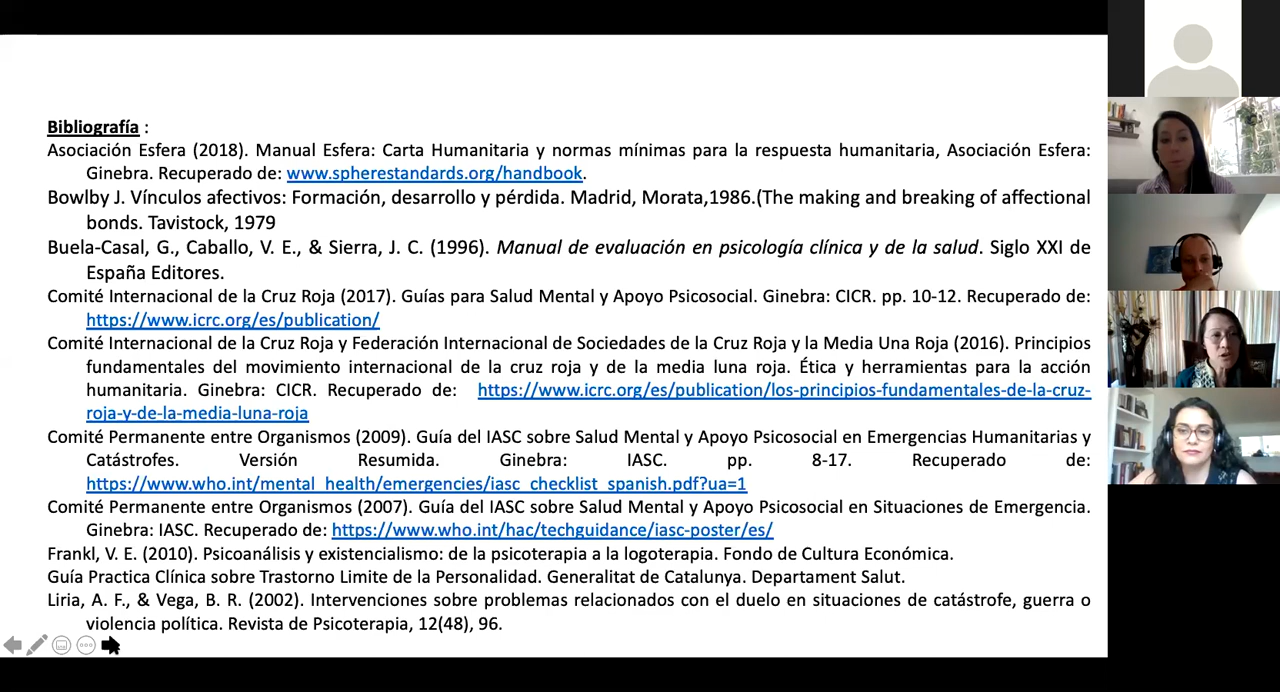 Bibliografía :
Asociación Esfera (2018). Manual Esfera: Carta Humanitaria y normas mínimas para la respuesta humanitaria, Asociación Esfera:
Ginebra. Recuperado de: www.spherestandards.org/handbook.
Bowlby J. Vínculos afectivos: Formación, desarrollo y pérdida. Madrid, Morata,1986.(The making and breaking of affectional
bonds. Tavistock, 1979
Buela-Casal, G., Caballo, V. E., & Sierra, J. C. (1996). Manual de evaluación en psicología clínica y de la salud. Siglo XXI de
España Editores.
Comité Internacional de la Cruz Roja (2017). Guías para Salud Mental y Apoyo Psicosocial. Ginebra: CICR. pp. 10-12. Recuperado de:
https://www.icrc.org/es/publication/
Comité Internacional de la Cruz Roja y Federación Internacional de Sociedades de la Cruz Roja y la Media Una Roja (2016). Principios
fundamentales del movimiento internacional de la cruz roja y de la media luna roja. Ética y herramientas para la acción
humanitaria. Ginebra: CICR. Recuperado de: https://www.icrc.org/es/publication/los-principios-fundamentales-de-la-cruz-
roja-y-de-la-media-luna-roja
Comité Permanente entre Organismos (2009). Guía del IASC sobre Salud Mental y Apoyo Psicosocial en Emergencias Humanitarias y
Catástrofes. Versión Resumida. Ginebra: IASC. pp. 8-17. Recuperado de:
https://www.who.int/mental_health/emergencies/iasc_checklist_spanish.pdf?ua=1
Comité Permanente entre Organismos (2007). Guía del IASC sobre Salud Mental y Apoyo Psicosocial en Situaciones de Emergencia.
Ginebra: IASC. Recuperado de: https://www.who.int/hac/techguidance/iasc-poster/es/
Frankl, V. E. (2010). Psicoanálisis y existencialismo: de la psicoterapia a la logoterapia. Fondo de Cultura Económica.
Guía Practica Clínica sobre Trastorno Limite de la Personalidad. Generalitat de Catalunya. Departament Salut.
Liria, A. F., & Vega, B. R. (2002). Intervenciones sobre problemas relacionados con el duelo en situaciones de catástrofe, guerra o
violencia política. Revista de Psicoterapia, 12(48), 96.